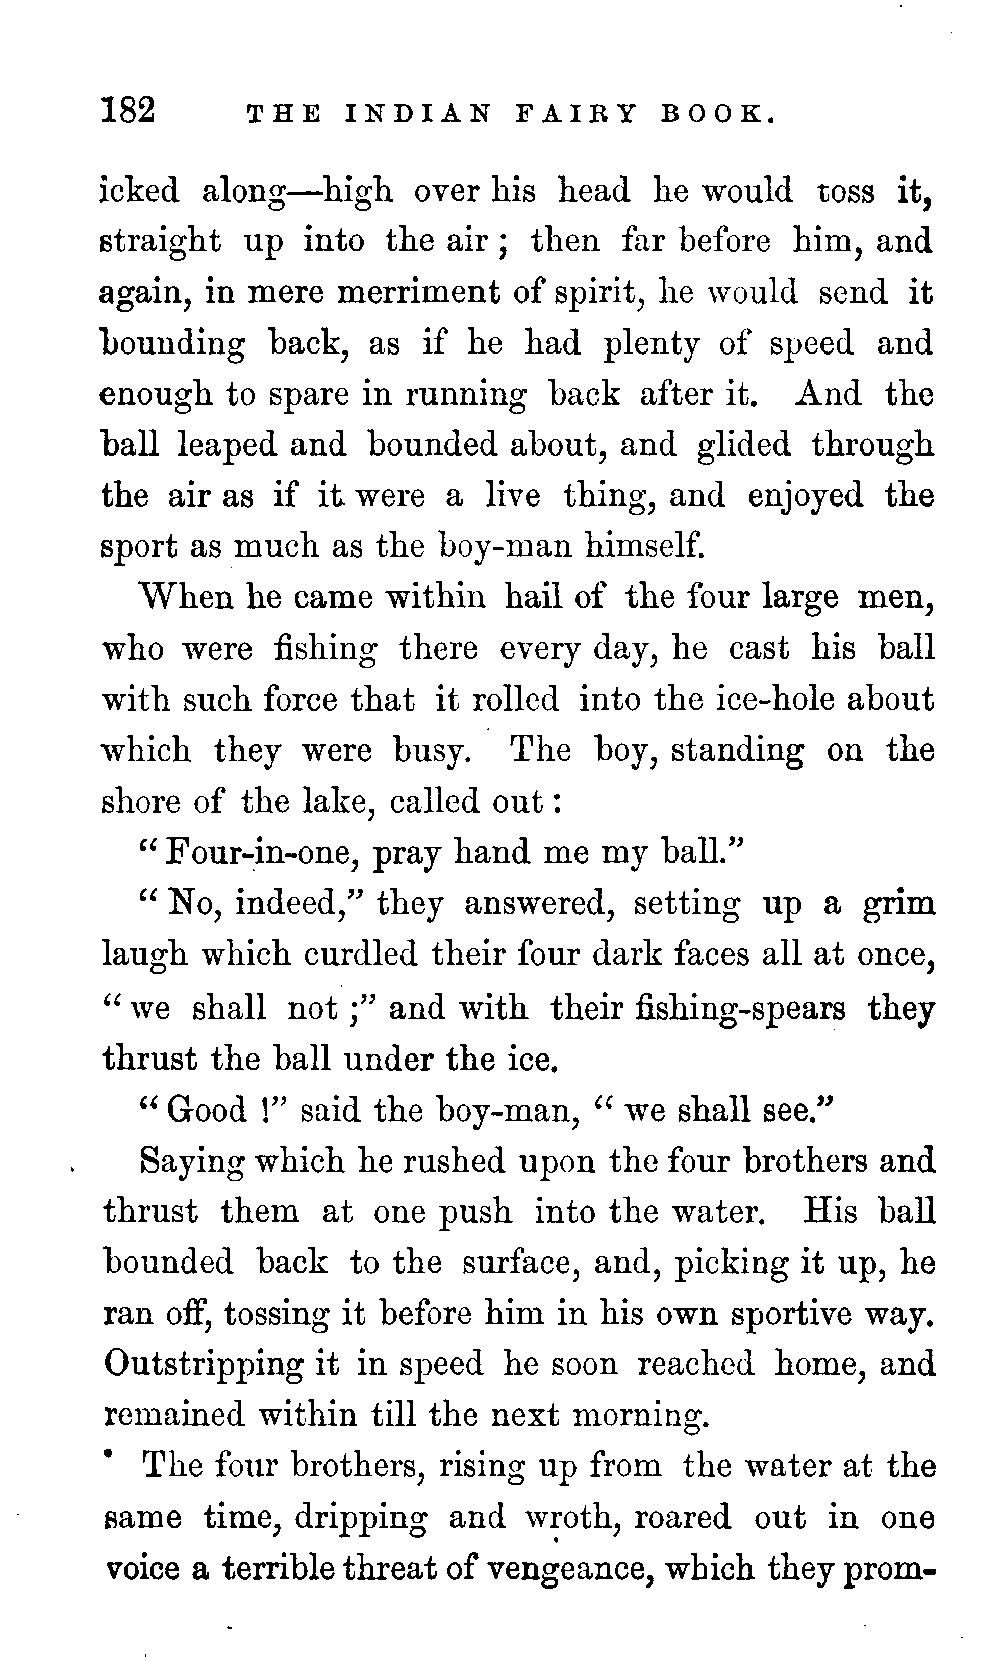 182 THE INDIAN FAIRY BOOK.
icked along—high over his head he would toss it,
straight up into the air ; then far before him, and
again, in mere merriment of spirit, he would send it
bounding back, as if he had plenty of speed and
enough to spare in running back after it. And the
ball leaped and bounded about, and glided through
the air as if it were a live thing, and enjoyed the
sport as much as the boy-man himself.
When he came within hail of the four large men,
who were fishing there every day, he cast his ball
with such force that it rolled into the ice-hole about
which they were busy. The boy, standing on the
shore of the lake, called out :
“ Four-in-one, pray hand me my ball.”
“ No, indeed,” they answered, setting up a grim
laugh which curdled their four dark faces all at once,
“ we shall not ;” and with their fishing-spears they
thrust the ball under the ice.
“ Good !” said the boy-man, “ we shall see.”
Saying which he rushed upon the four brothers and
thrust them at one push into the water. His ball
bounded back to the surface, and, picking it up, he
ran off, tossing it before him in his own sportive way.
Outstripping it in speed he soon reached home, and
remained within till the next morning.
The four brothers, rising up from the water at the
same time, dripping and wroth, roared out in one
voice a terrible threat of vengeance, which they prom-